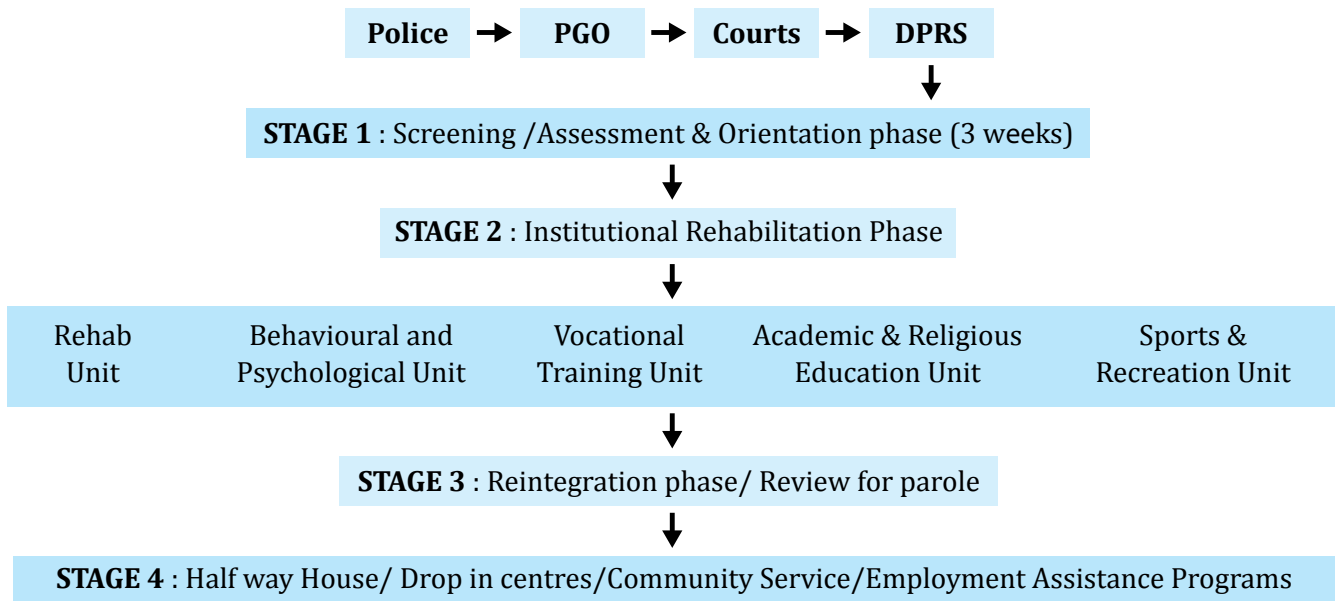 Police PGO Courts DPRS
STAGE 1 : Screening /Assessment & Orientation phase (3 weeks)
STAGE 2 : Institutional Rehabilitation Phase
Rehab
Unit
Behavioural and
Psychological Unit
Vocational
Training Unit
Academic & Religious
Education Unit
Sports &
Recreation Unit
STAGE 3 : Reintegration phase/ Review for parole
STAGE 4 : Half way House/ Drop in centres/Community Service/Employment Assistance Programs